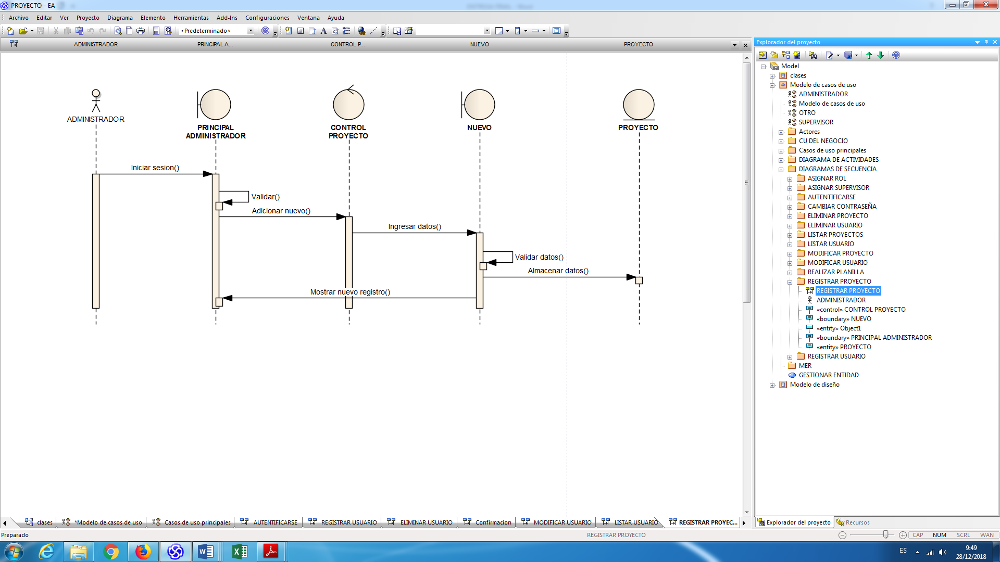 PROYECTO - EA
Archivo Editar Ver Proyecto Diagrama Elemento Herramientas Add-Ins Configuraciones Ventana Ayuda
<Predeterminado>
ADMINISTRADOR PRINCIPAL A... CONTROL P... NUEVO PROYECTO
ADMINISTRADOR
PRINCIPAL
ADMINISTRADOR
CONTROL
PROYECTO
NUEVO
PROYECTO
Iniciar sesion()
Validar()
Adicionar nuevo()
Ingresar datos()
Validar datos()
Almacenar datos()
Mostrar nuevo registro()
Explorador del proyecto
Model
clases
Modelo de casos de uso
ADMINISTRADOR
Modelo de casos de uso
OTRO
SUPERVISOR
Actores
CU DEL NEGOCIO
Casos de uso principales
DIAGRAMA DE ACTIVIDADES
DIAGRAMAS DE SECUENCIA
ASIGNAR ROL
ASIGNAR SUPERVISOR
AUTENTIFICARSE
CAMBIAR CONTRASEÑA
ELIMINAR PROYECTO
ELIMINAR USUARIO
LISTAR PROYECTOS
LISTAR USUARIO
MODIFICAR PROYECTO
MODIFICAR USUARIO
REALIZAR PLANILLA
REGISTRAR PROYECTO
REGISTRAR PROYECTO
ADMINISTRADOR
«control» CONTROL PROYECTO
«boundary» NUEVO
«entity» Object1
«boundary» PRINCIPAL ADMINISTRADOR
«entity» PROYECTO
REGISTRAR USUARIO
MER
GESTIONAR ENTIDAD
Modelo de diseño
clases *Modelo de casos de uso Casos de uso principales AUTENTIFICARSE REGISTRAR USUARIO ELIMINAR USUARIO Confirmacion MODIFICAR USUARIO LISTAR USUARIO REGISTRAR PROYEC...
Explorador del proyecto Recursos
Preparado REGISTRAR PROYECTO CAP NUM SCRL WAN
ES
9:49
28/12/2018